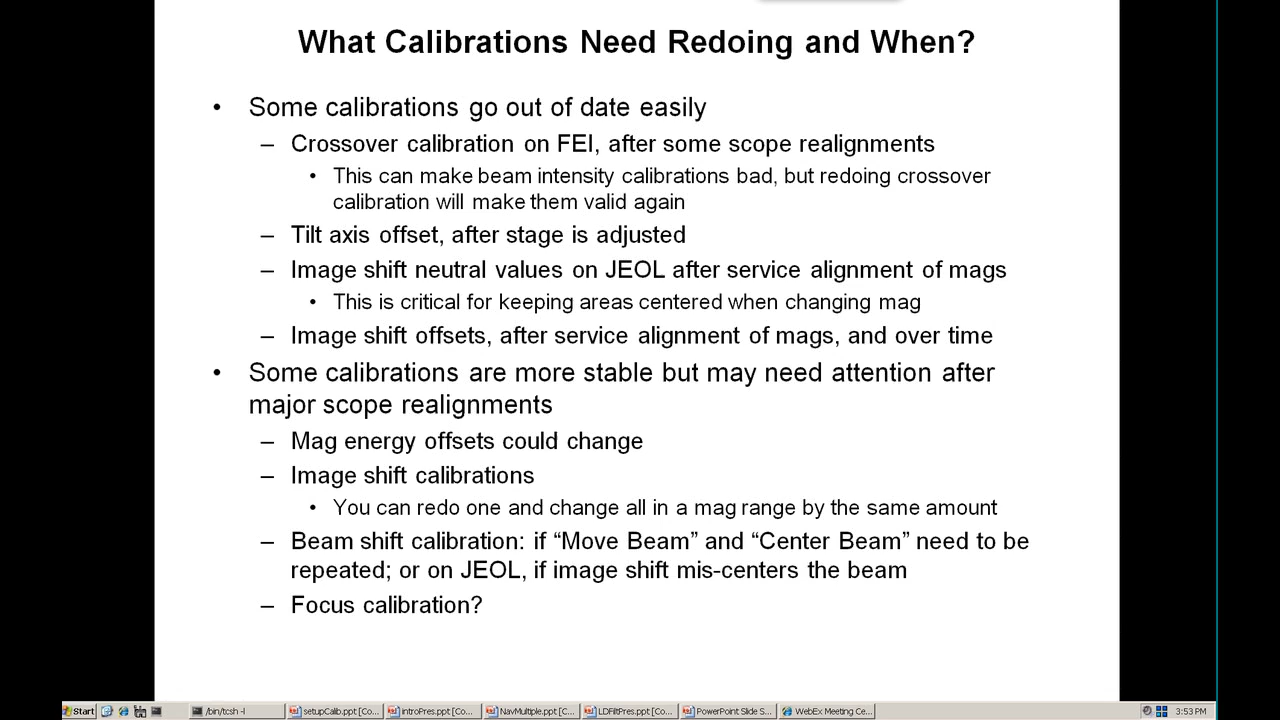 What Calibrations Need Redoing and When?
• Some calibrations go out of date easily
– Crossover calibration on FEI, after some scope realignments
• This can make beam intensity calibrations bad, but redoing crossover
calibration will make them valid again
– Tilt axis offset, after stage is adjusted
– Image shift neutral values on JEOL after service alignment of mags
• This is critical for keeping areas centered when changing mag
– Image shift offsets, after service alignment of mags, and over time
• Some calibrations are more stable but may need attention after
major scope realignments
– Mag energy offsets could change
– Image shift calibrations
• You can redo one and change all in a mag range by the same amount
– Beam shift calibration: if “Move Beam” and “Center Beam” need to be
repeated; or on JEOL, if image shift mis-centers the beam
– Focus calibration?
Start /bin/tcsh -l setupCalb.ppt [Co... introPres.ppt [Co... NavMultiple.ppt [C... LDFiltPres.ppt [Co... PowerPoint Slide S... WebEx Meeting Ce... 3:53 PM